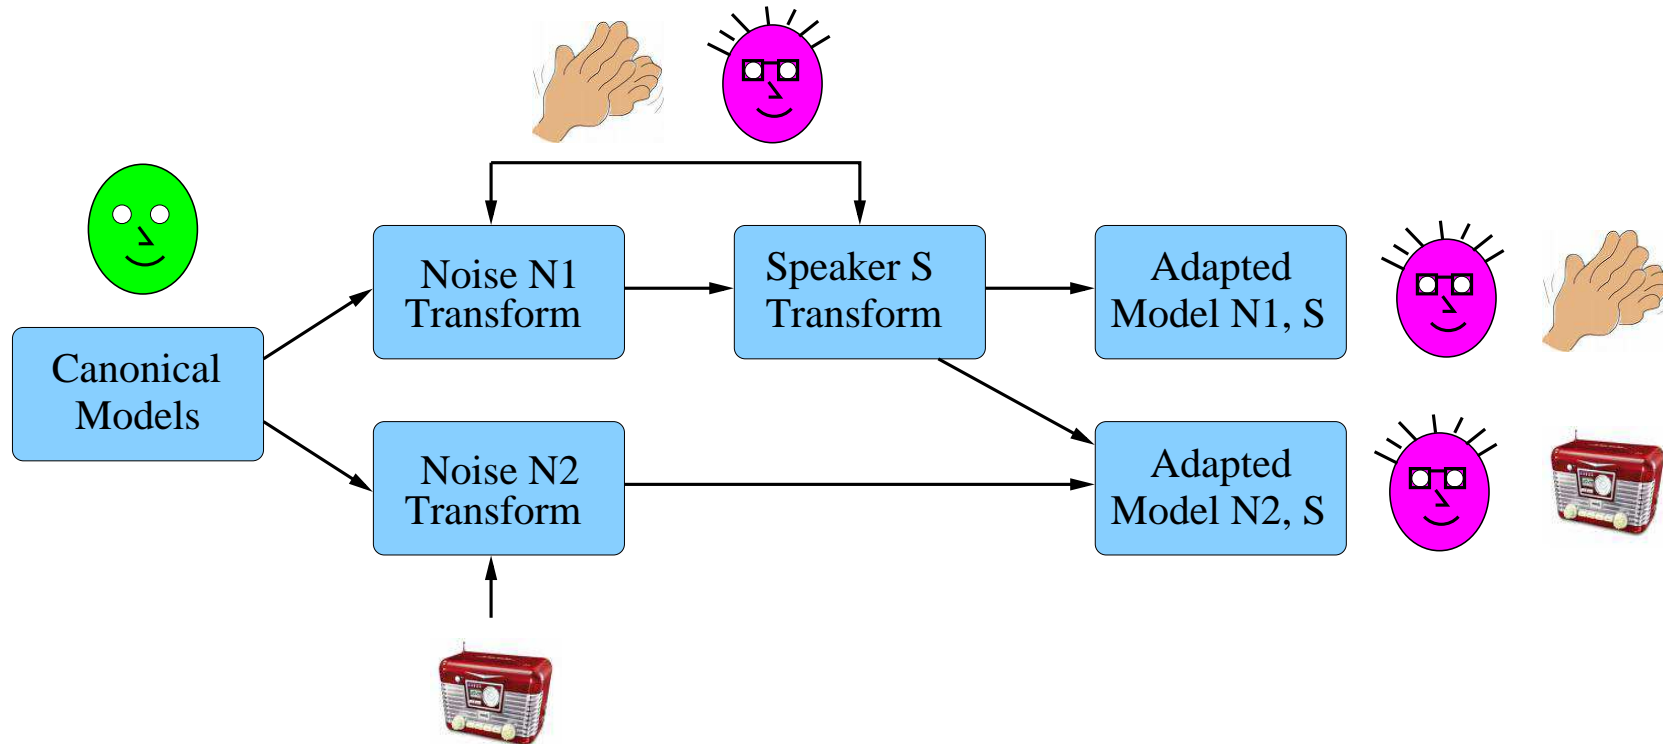 Noise N1
Transform
Speaker S
Transform
Adapted
Model N1, S
Canonical
Models
Noise N2
Transform
Adapted
Model N2, S